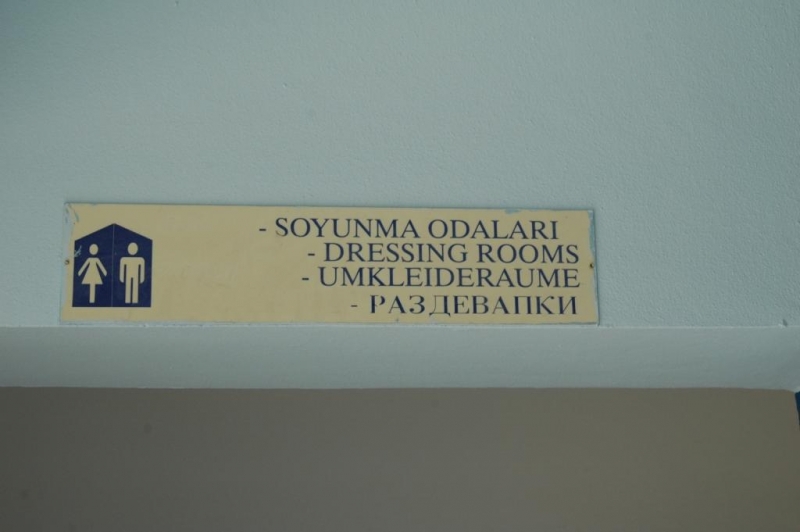 - SOYUNMA ODALARI
- DRESSING ROOMS
- UMKLEIDERAUME
- РАЗДЕВАПКИ